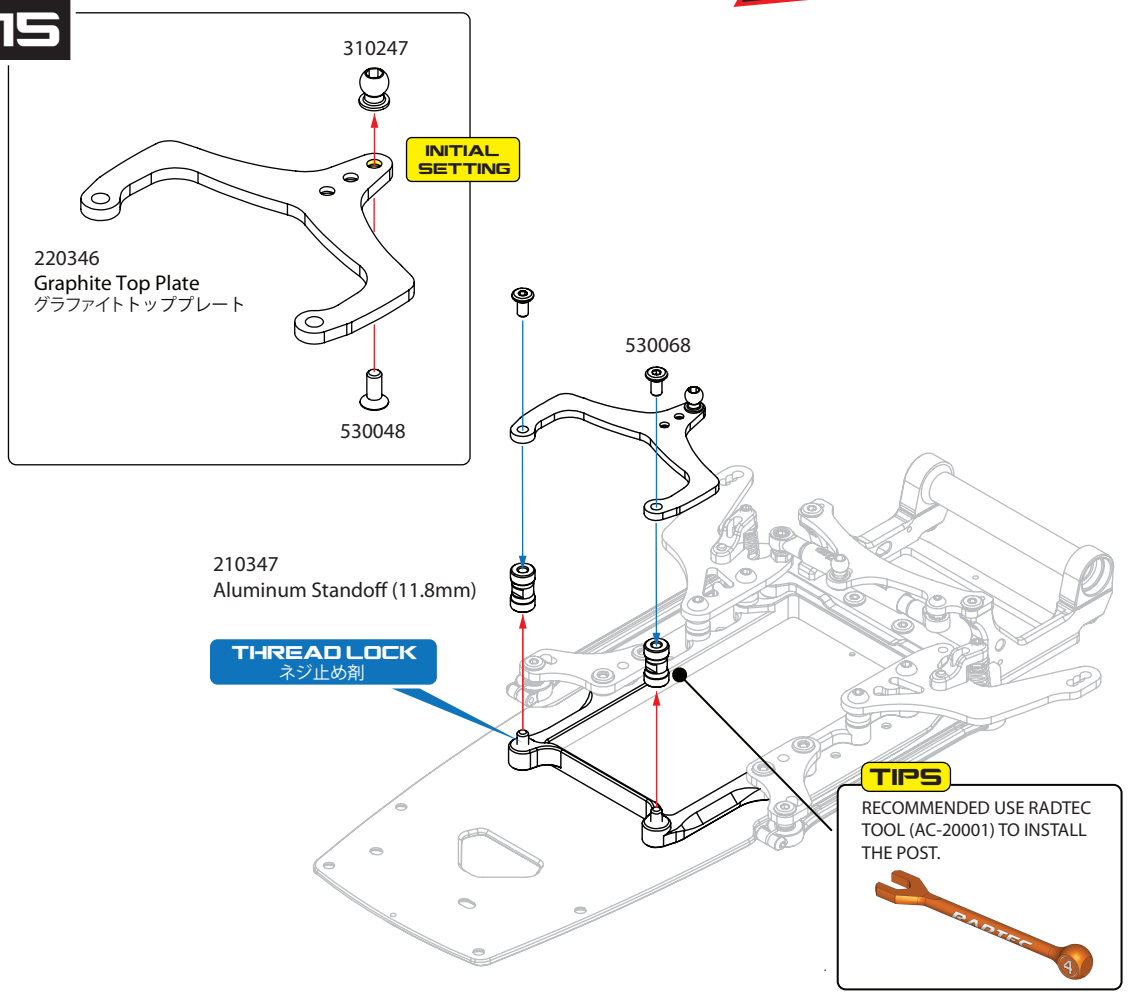 15
310247
INITIAL
SETTING
220346
Graphite Top Plate
グラファイトトッププレート
530048
530068
210347
Aluminum Standoff (11.8mm)
THREAD LOCK
ネジ止め剤
TIPS
RECOMMENDED USE RADTEC
TOOL (AC-20001) TO INSTALL
THE POST.
RADTEC
4